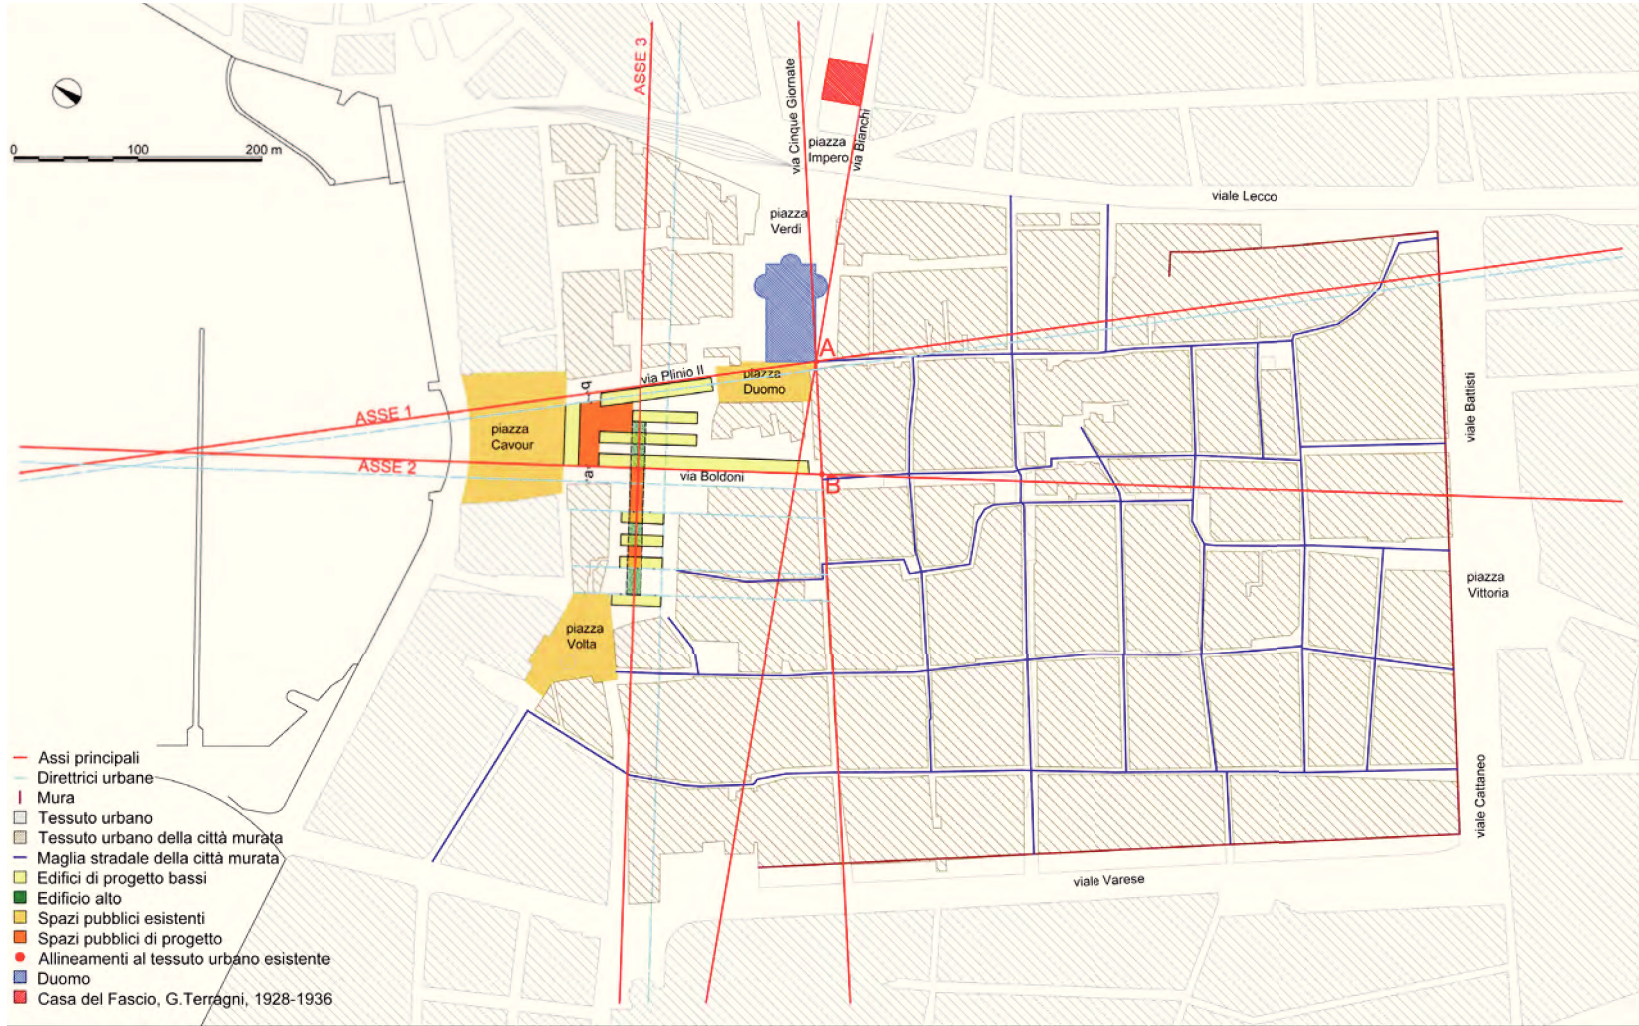 ASSE 3
via Cinque Giornate
piazza
Impero
via Bianchi
0 100 200 m
viale Lecco
piazza
Verdi
A
via Plinio II
piazza
Duomo
b
ASSE 1
piazza
Cavour
viale Battisti
ASSE 2
a
via Boldoni
B
piazza
Vittoria
piazza
Volta
Assi principali
Direttrici urbane
Mura
Tessuto urbano
Tessuto urbano della città murata
Maglia stradale della città murata
Edifici di progetto bassi
Edificio alto
Spazi pubblici esistenti
Spazi pubblici di progetto
Allineamenti al tessuto urbano esistente
Duomo
Casa del Fascio, G.Terragni, 1928-1936
viale Cattaneo
viale Varese